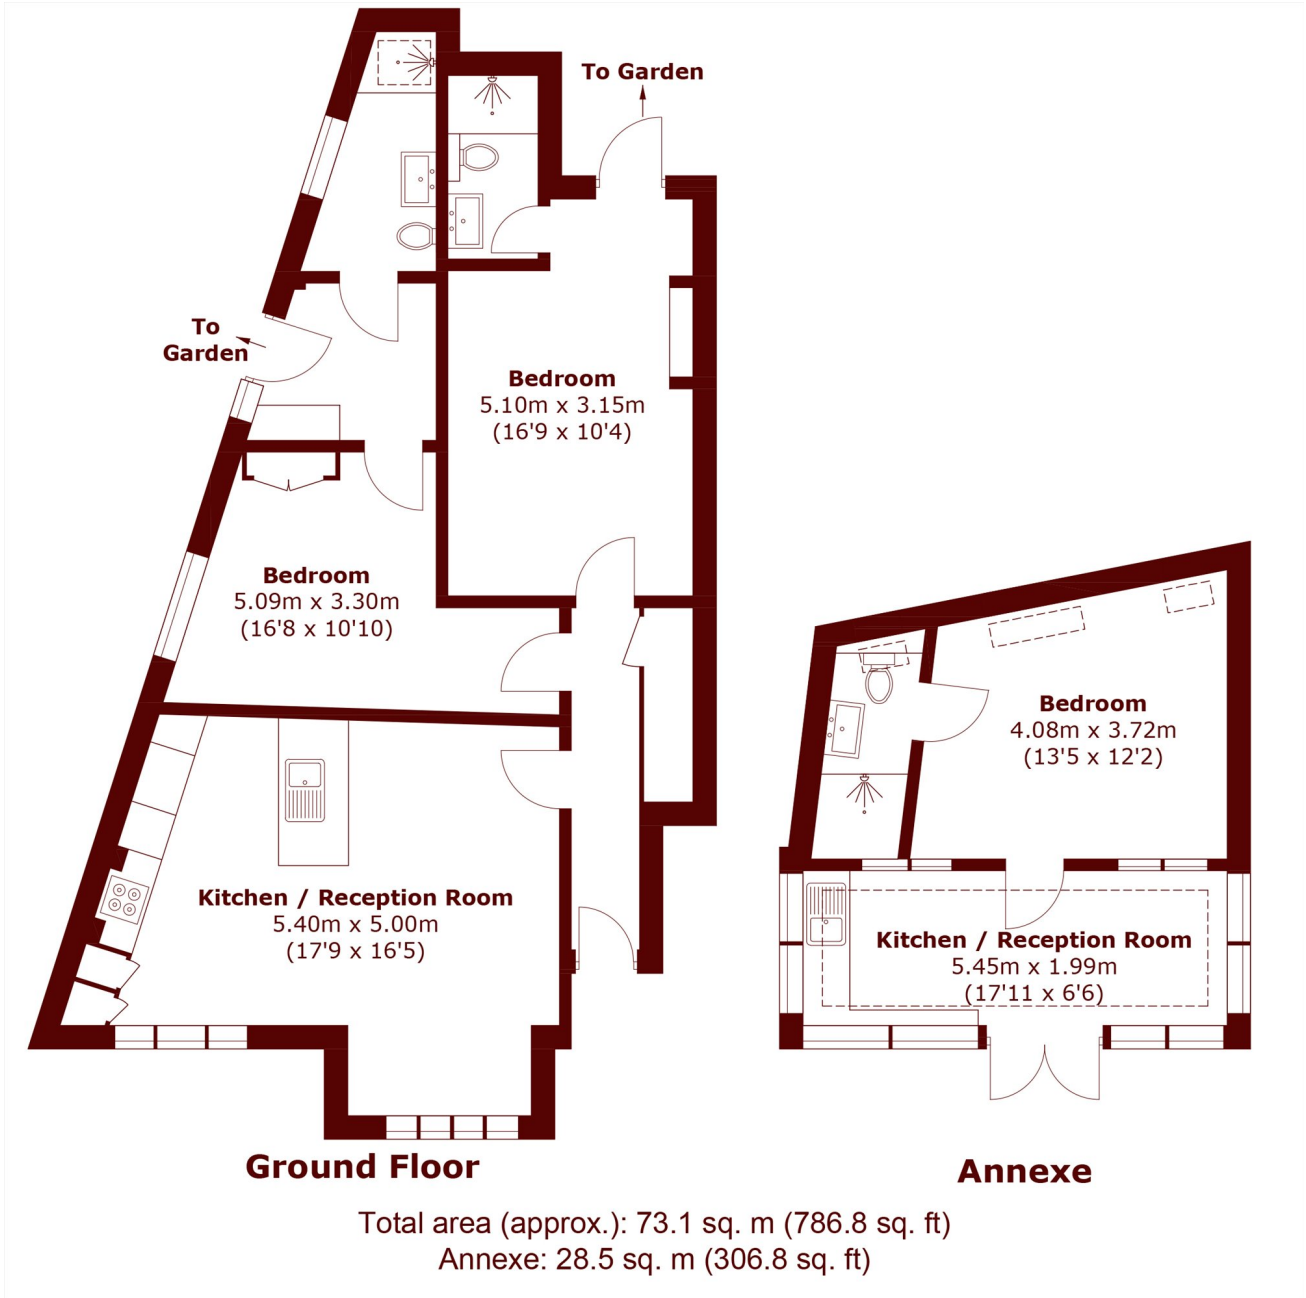 To Garden
To
Garden
Bedroom
5.10m x 3.15m
(16'9 x 10'4)
Bedroom
5.09m x 3.30m
(16'8 x 10'10)
Bedroom
4.08m x 3.72m
(13'5 x 12'2)
Kitchen / Reception Room
5.40m x 5.00m
(17'9 x 16'5)
Kitchen / Reception Room
5.45m x 1.99m
(17'11 x 6'6)
Ground Floor
Annexe
Total area (approx.): 73.1 sq. m (786.8 sq. ft)
Annexe: 28.5 sq. m (306.8 sq. ft)